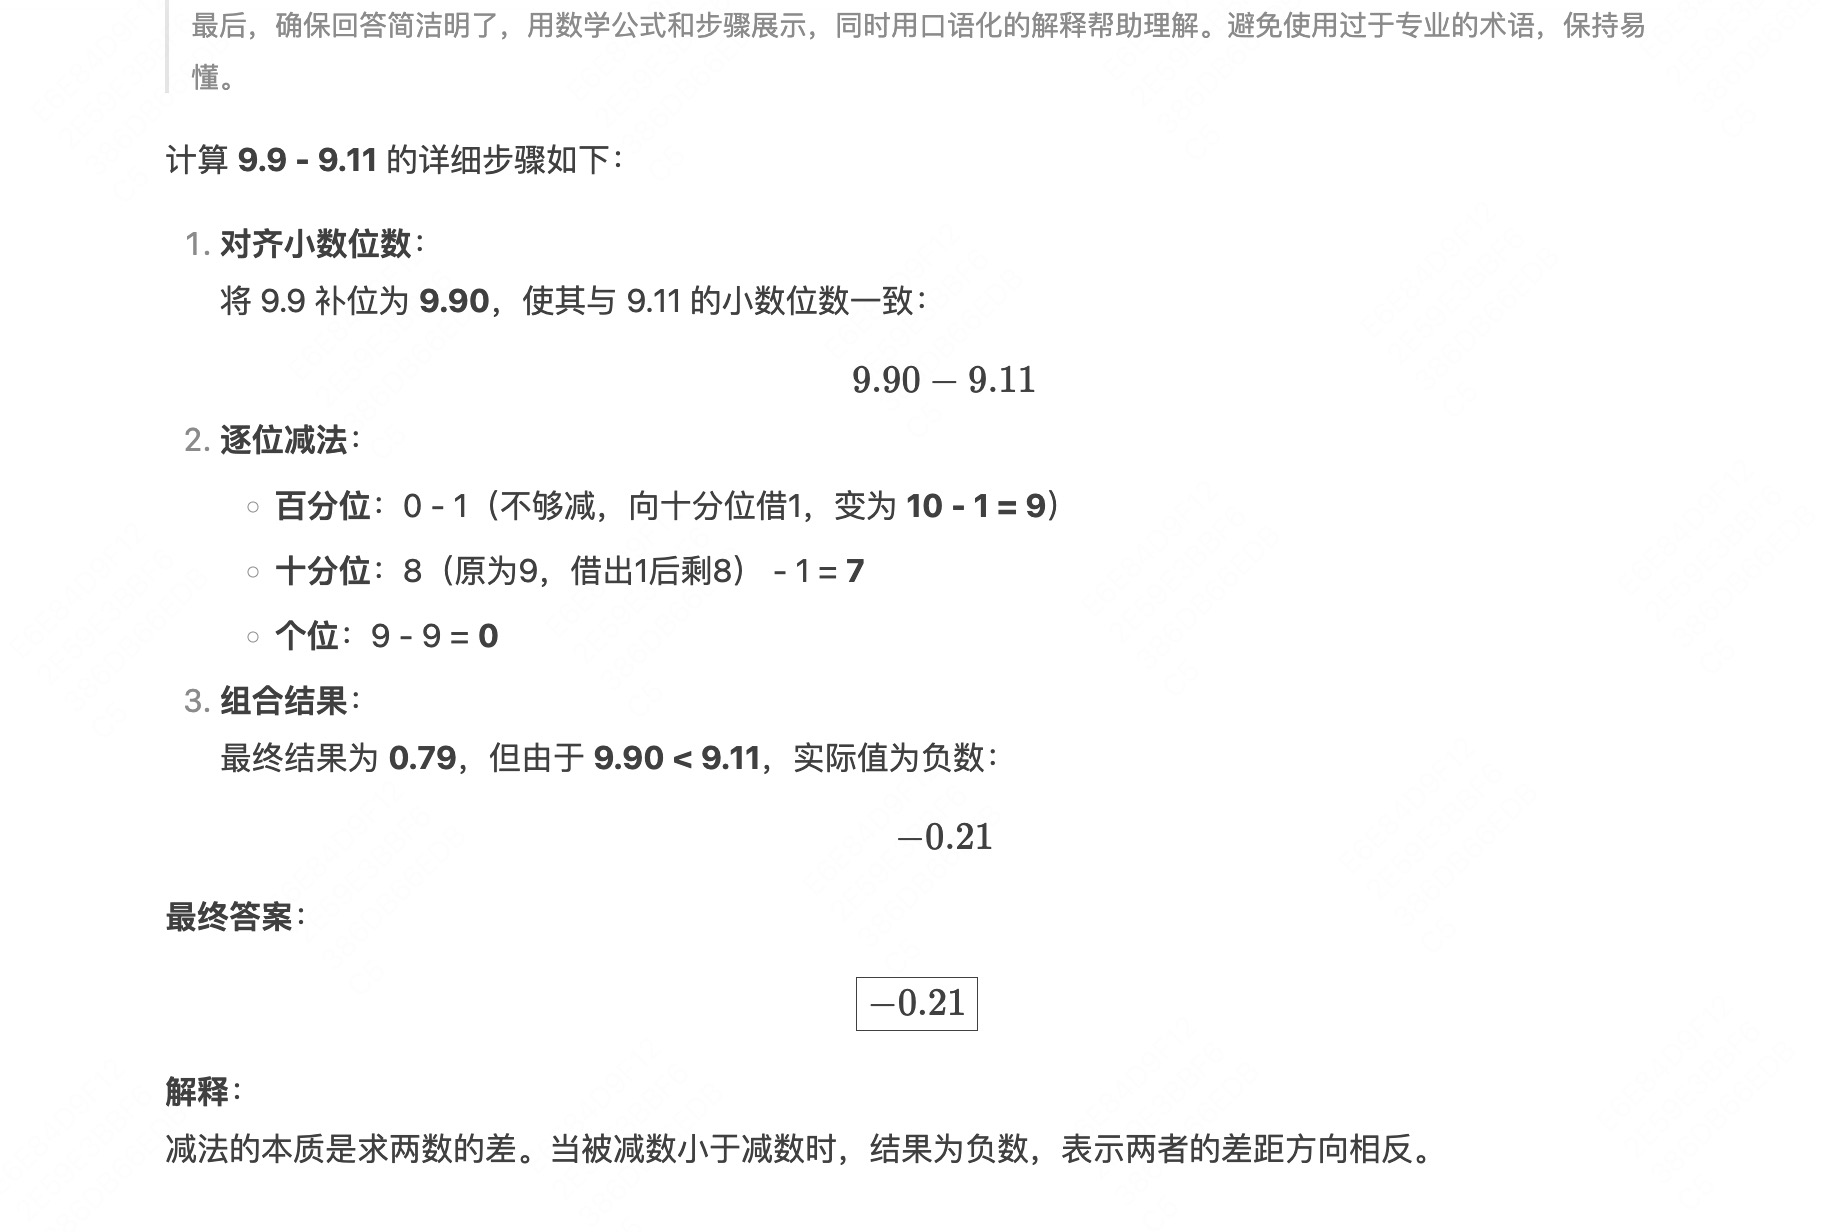 最后，确保回答简洁明了，用数学公式和步骤展示，同时用口语化的解释帮助理解。避免使用过于专业的术语，保持易
懂。
计算 9.9 - 9.11 的详细步骤如下：
1. 对齐小数位数：
将 9.9 补位为 9.90，使其与 9.11 的小数位数一致：
9.90 − 9.11
2. 逐位减法：
百分位：0 - 1（不够减，向十分位借1，变为 10 - 1 = 9）
十分位：8（原为9，借出1后剩8） - 1 = 7
个位：9 - 9 = 0
3. 组合结果：
最终结果为 0.79，但由于 9.90 < 9.11，实际值为负数：
−0.21
最终答案：
−0.21
解释：
减法的本质是求两数的差。当被减数小于减数时，结果为负数，表示两者的差距方向相反。